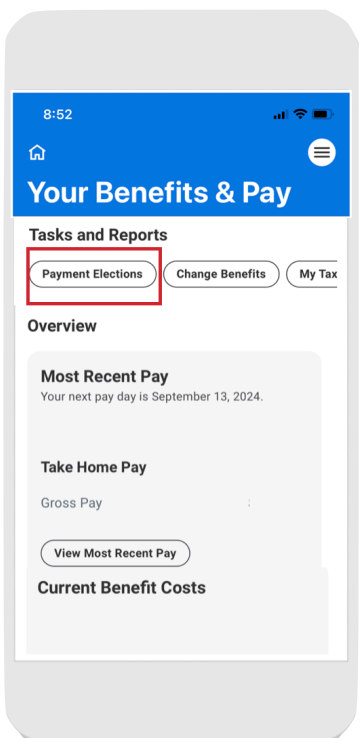 8:52
Your Benefits & Pay
Tasks and Reports
Payment Elections
Change Benefits
My Tax
Overview
Most Recent Pay
Your next pay day is September 13, 2024.
Take Home Pay
Gross Pay
View Most Recent Pay
Current Benefit Costs